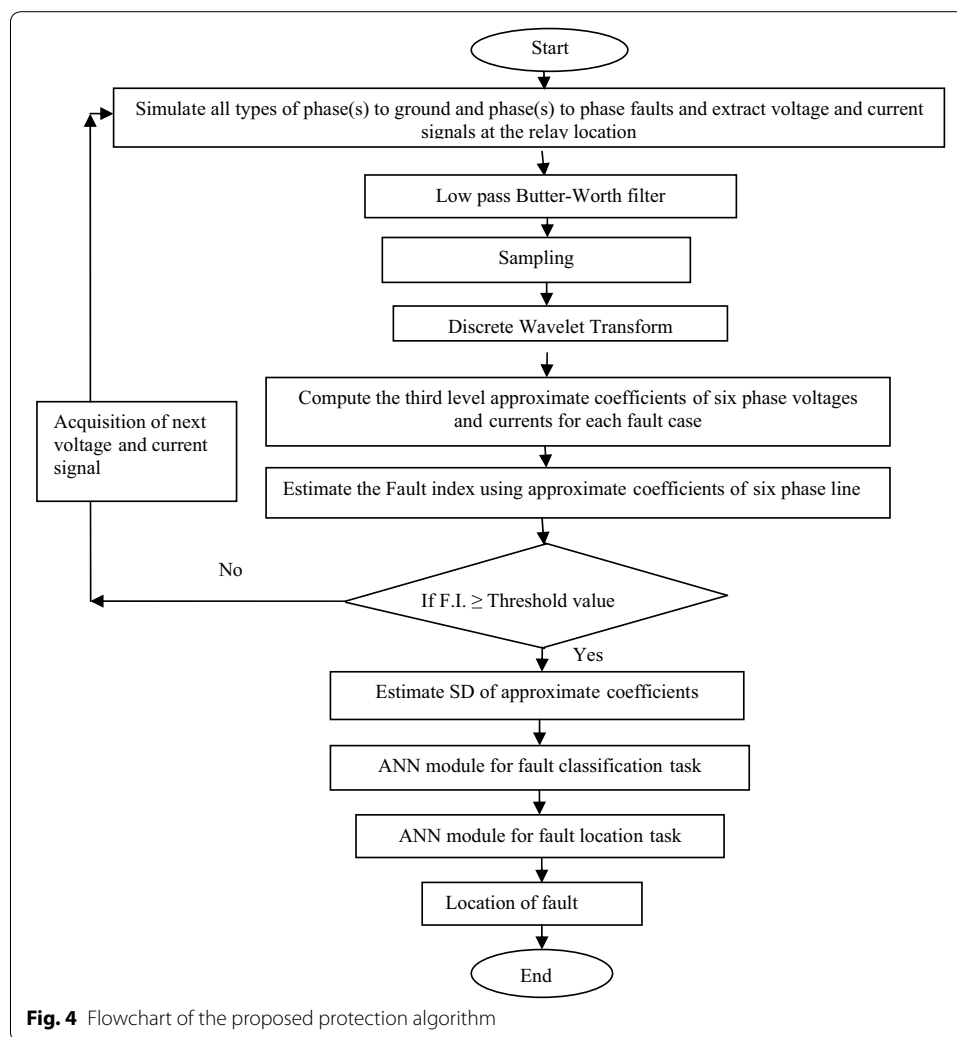 Start
Simulate all types of phase(s) to ground and phase(s) to phase faults and extract voltage and current
signals at the relay location
Low pass Butter-Worth filter
Sampling
Discrete Wavelet Transform
Compute the third level approximate coefficients of six phase voltages
and currents for each fault case
Acquisition of next
voltage and current
signal
Estimate the Fault index using approximate coefficients of six phase line
No
If F.I. ≥ Threshold value
Yes
Estimate SD of approximate coefficients
ANN module for fault classification task
ANN module for fault location task
Location of fault
End
Fig. 4 Flowchart of the proposed protection algorithm